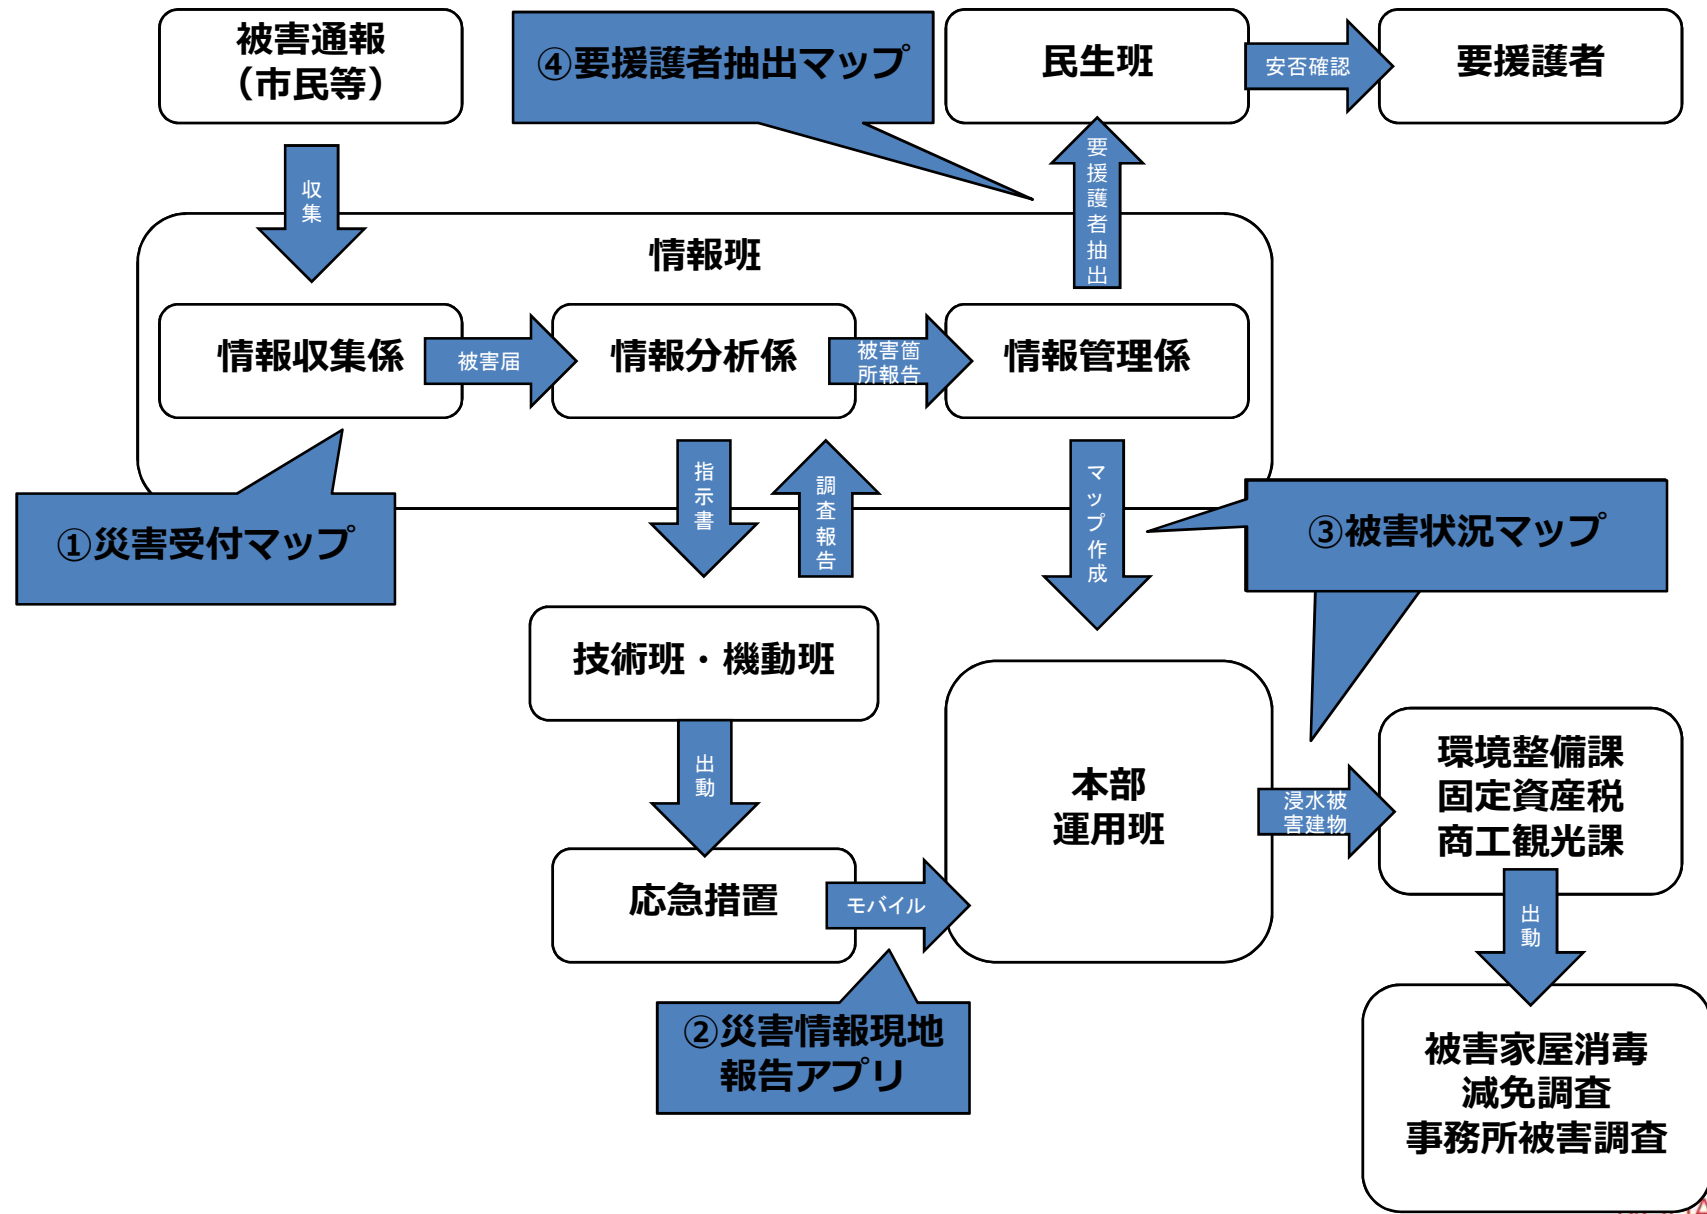 被害通報
（市民等）
④要援護者抽出マップ
民生班
安否確認
要援護者
収集
要援護者抽出
情報班
情報収集係
被害届
情報分析係
被害箇
所報告
情報管理係
①災害受付マップ
指示書
調査報告
マップ作成
③被害状況マップ
技術班・機動班
出動
本部
運用班
浸水被
害建物
環境整備課
固定資産税
商工観光課
応急措置
モバイル
出動
②災害情報現地
報告アプリ
被害家屋消毒
減免調査
事務所被害調査